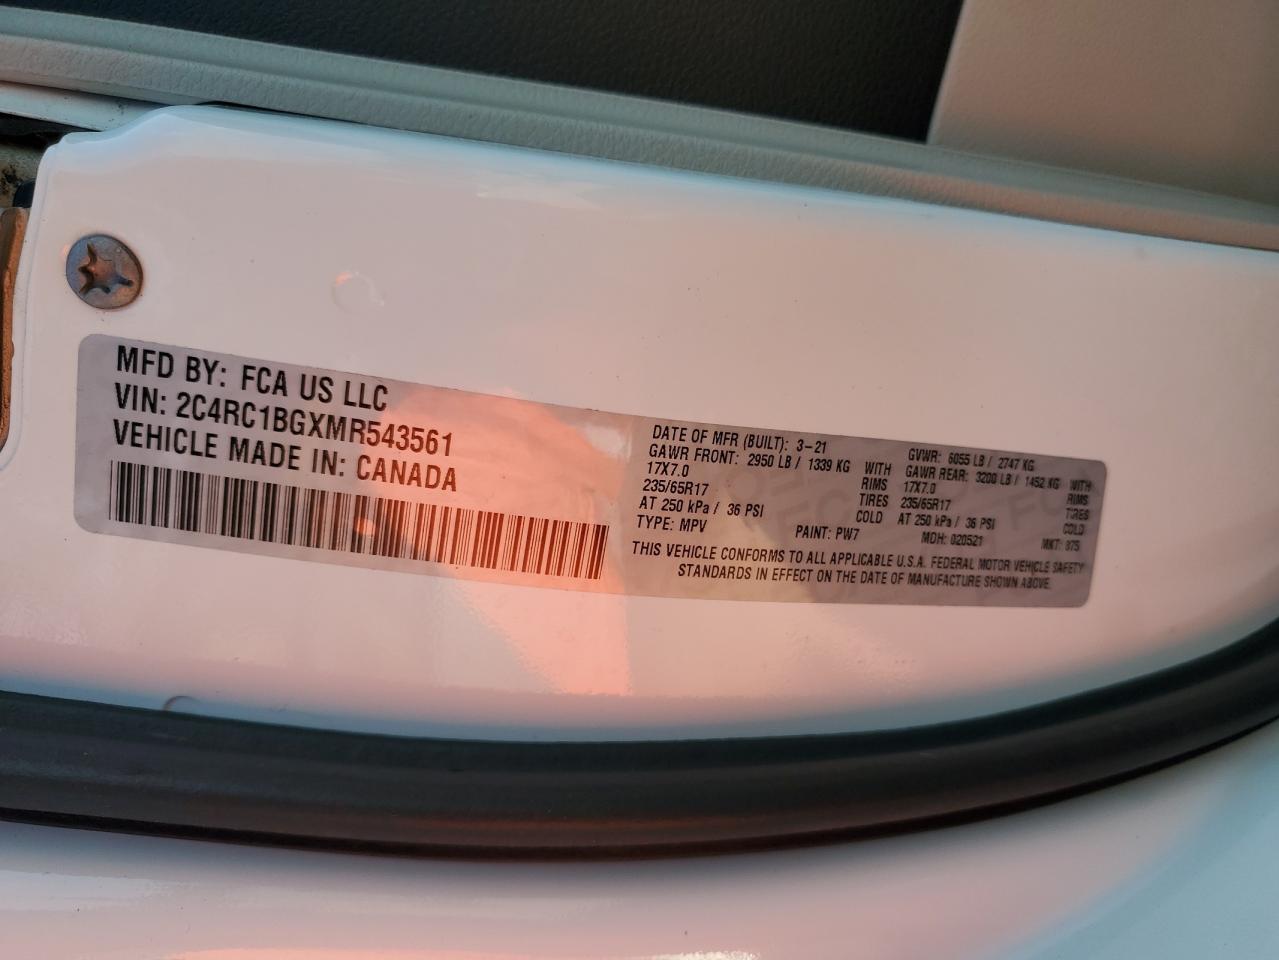 MFD BY: FCA US LLC
VIN: 2C4RC1BGXMR543561
VEHICLE MADE IN: CANADA
DATE OF MFR (BUILT): 3-21 GVWR: 6055 LB / 2747 KG
GAWR FRONT: 2950 LB / 1339 KG WITH GAWR REAR: 3200 LB / 1452 KG WITH
17X7.0 RIMS 17X7.0 RIMS
235/65R17 TIRES 235/65R17 TIRES
AT 250 kPa / 36 PSI COLD AT 250 kPa / 36 PSI COLD
TYPE: MPV PAINT: PW7 MDH: 020521 MKT: 875
THIS VEHICLE CONFORMS TO ALL APPLICABLE U.S.A. FEDERAL MOTOR VEHICLE SAFETY
STANDARDS IN EFFECT ON THE DATE OF MANUFACTURE SHOWN ABOVE.